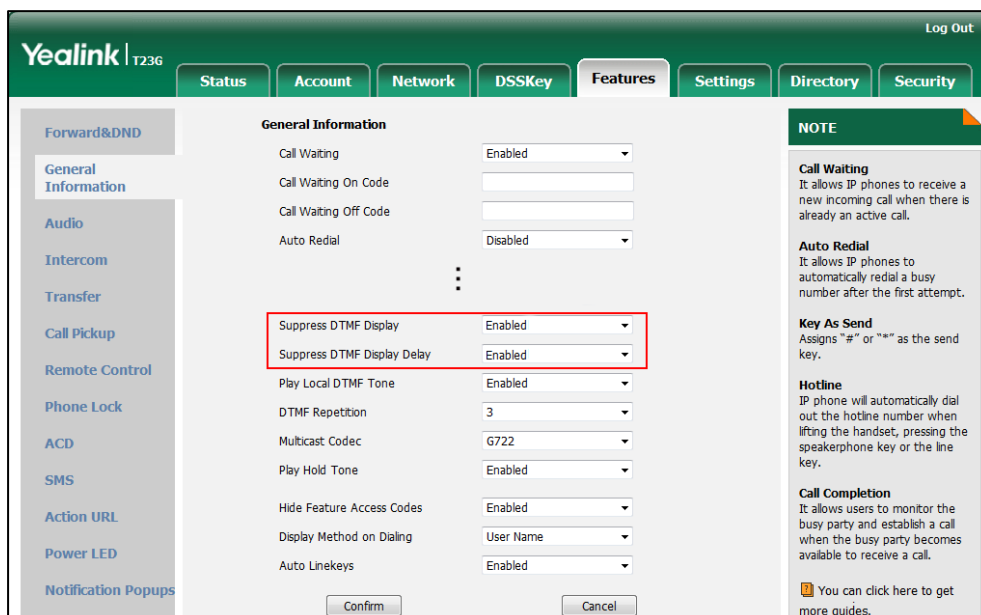 Log Out
Yealink T23G
Status
Account
Network
DSSKey
Features
Settings
Directory
Security
Forward&DND
General
Information
Audio
Intercom
Transfer
Call Pickup
Remote Control
Phone Lock
ACD
SMS
Action URL
Power LED
Notification Popups
General Information
Call Waiting Enabled
Call Waiting On Code
Call Waiting Off Code
Auto Redial Disabled
Suppress DTMF Display Enabled
Suppress DTMF Display Delay Enabled
Play Local DTMF Tone Enabled
DTMF Repetition 3
Multicast Codec G722
Play Hold Tone Enabled
Hide Feature Access Codes Enabled
Display Method on Dialing User Name
Auto Linekeys Enabled
Confirm Cancel
NOTE
Call Waiting
It allows IP phones to receive a
new incoming call when there is
already an active call.
Auto Redial
It allows IP phones to
automatically redial a busy
number after the first attempt.
Key As Send
Assigns "#" or "*" as the send
key.
Hotline
IP phone will automatically dial
out the hotline number when
lifting the handset, pressing the
speakerphone key or the line
key.
Call Completion
It allows users to monitor the
busy party and establish a call
when the busy party becomes
available to receive a call.
You can click here to get
more guides.